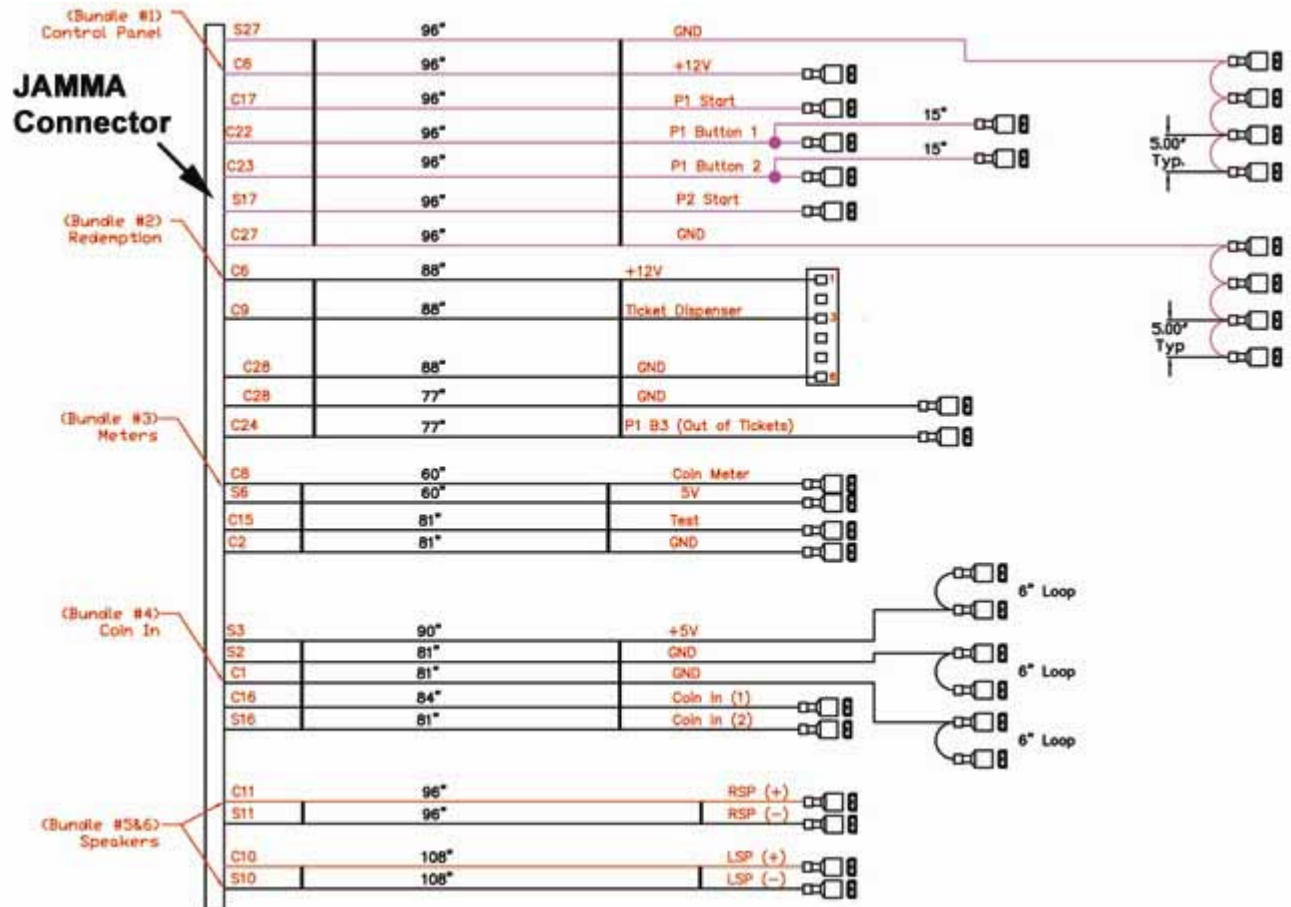 (Bundle #1)
Control Panel
JAMMA
Connector
S27 96" GND
C6 96" +12V
C17 96" P1 Start
C22 96" P1 Button 1 15"
C23 96" P1 Button 2 15"
S17 96" P2 Start
C27 96" GND
5.00"
Typ.
5.00"
Typ
(Bundle #2)
Redemption
C6 88" +12V 1
C9 88" Ticket Dispenser 3
C28 88" GND 6
C28 77" GND
C24 77" P1 B3 (Out of Tickets)
(Bundle #3)
Meters
C8 60" Coin Meter
S6 60" 5V
C15 81" Test
C2 81" GND
(Bundle #4)
Coin In
S3 90" +5V 6" Loop
S2 81" GND 6" Loop
C1 81" GND 6" Loop
C16 84" Coin In (1)
S16 81" Coin In (2)
(Bundle #5&6)
Speakers
C11 96" RSP (+)
S11 96" RSP (-)
C10 108" LSP (+)
S10 108" LSP (-)